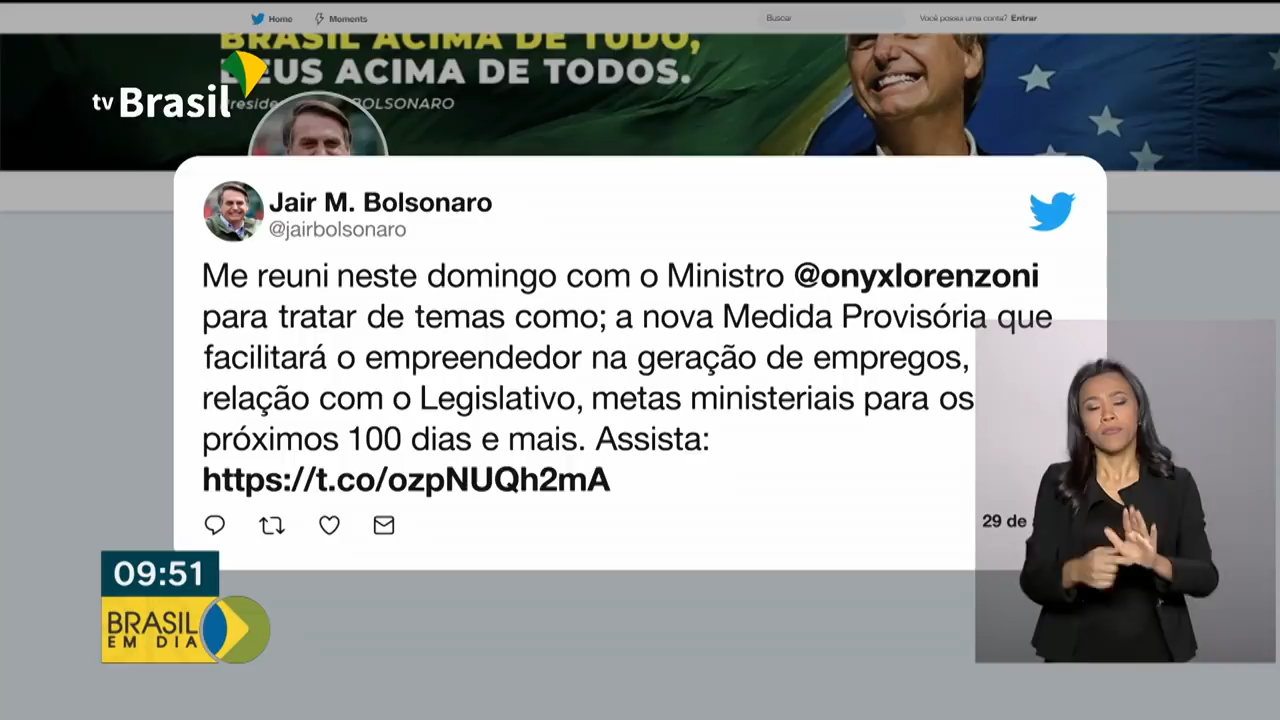 Home Moments Buscar Você possui uma conta? Entrar
BRASIL ACIMA DE TUDO,
DEUS ACIMA DE TODOS.
BOLSONARO
tv Brasil
Jair M. Bolsonaro
@jairbolsonaro
Me reuni neste domingo com o Ministro @onyxlorenzoni
para tratar de temas como; a nova Medida Provisória que
facilitará o empreendedor na geração de empregos,
relação com o Legislativo, metas ministeriais para os
próximos 100 dias e mais. Assista:
https://t.co/ozpNUQh2mA
29 de
09:51
BRASIL
EM DIA